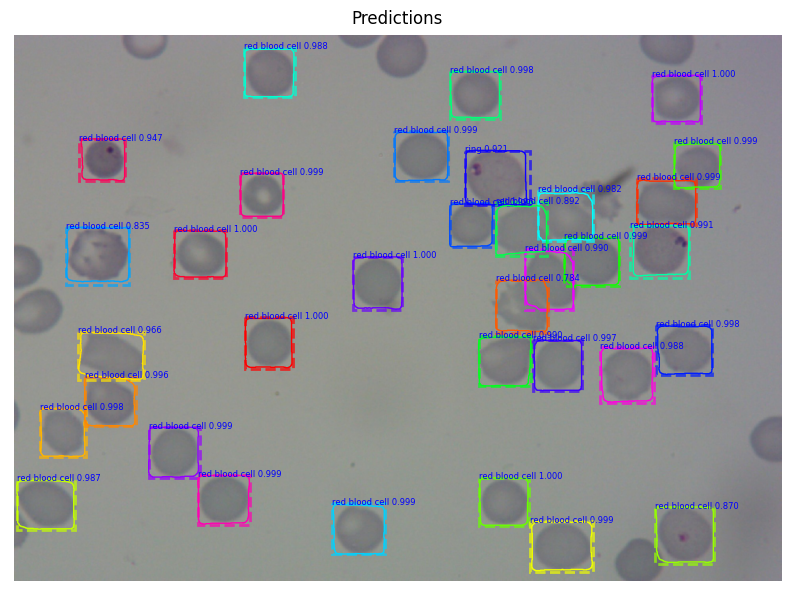 Predictions
red blood cell 0.988
red blood cell 0.998
red blood cell 1.000
red blood cell 0.947
red blood cell 0.999
ring 0.921
red blood cell 0.999
red blood cell 0.999
red blood cell 0.999
red blood cell 0.982
0.892
red blood cell 0.835
red blood cell 1.000
red blood cell 0.991
red blood cell 0.999
red blood cell 0.990
red blood cell 1.000
red blood cell 0.784
red blood cell 1.000
red blood cell 0.966
red blood cell 0.998
red blood cell 0.990
red blood cell 0.997
red blood cell 0.988
red blood cell 0.996
red blood cell 0.998
red blood cell 0.999
red blood cell 0.999
red blood cell 0.987
red blood cell 1.000
red blood cell 0.999
red blood cell 0.999
red blood cell 0.870